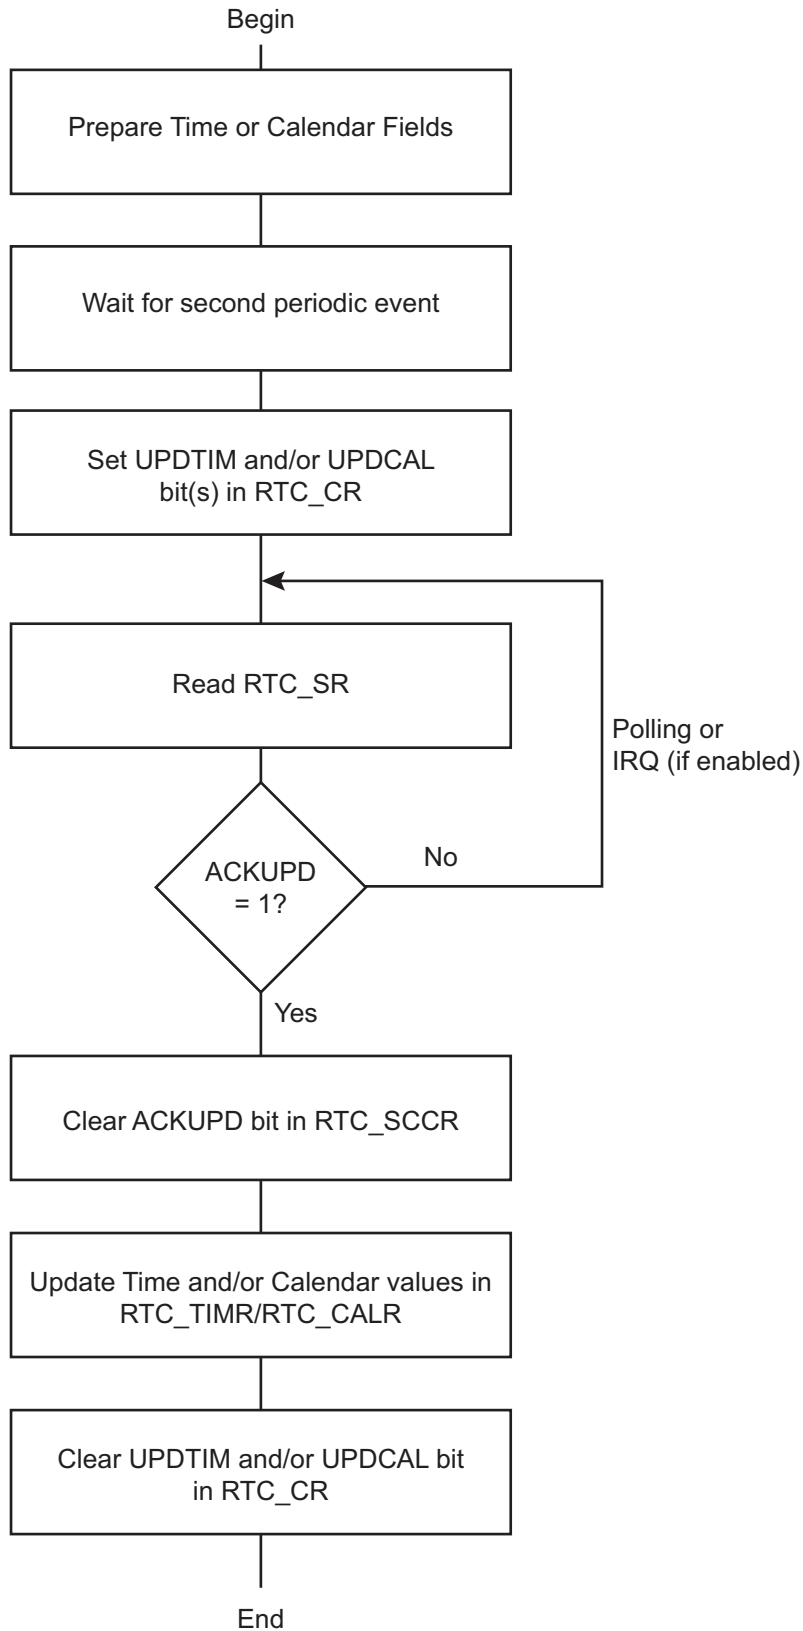 Begin
Prepare Time or Calendar Fields
Wait for second periodic event
Set UPDTIM and/or UPDCAL
bit(s) in RTC_CR
Read RTC_SR
Polling or
IRQ (if enabled)
ACKUPD
= 1?
No
Yes
Clear ACKUPD bit in RTC_SCCR
Update Time and/or Calendar values in
RTC_TIMR/RTC_CALR
Clear UPDTIM and/or UPDCAL bit
in RTC_CR
End